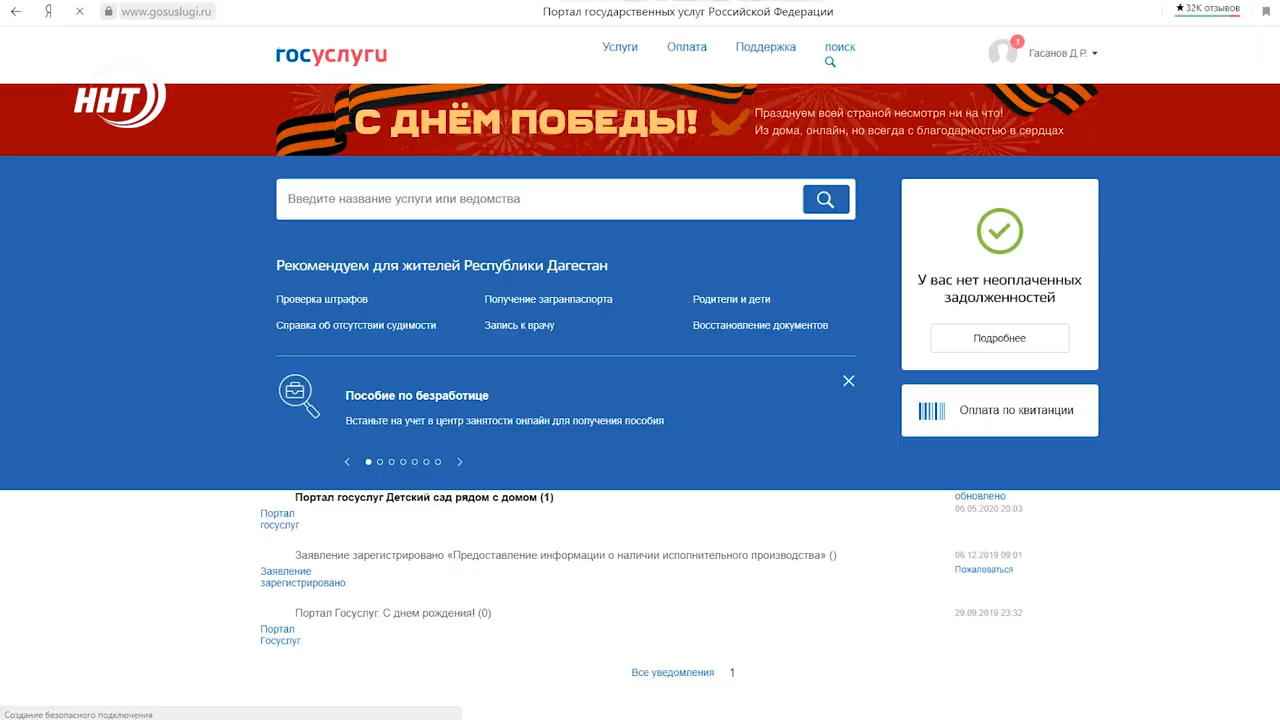 www.gosuslugi.ru
Портал государственных услуг Российской Федерации
★32K отзывов
госуслуги
Услуги
Оплата
Поддержка
поиск
1
Гасанов Д.Р.
ННТ
С ДНЁМ ПОБЕДЫ!
Празднуем всей страной несмотря ни на что!
Из дома, онлайн, но всегда с благодарностью в сердцах
Введите название услуги или ведомства
Рекомендуем для жителей Республики Дагестан
Проверка штрафов
Получение загранпаспорта
Родители и дети
Справка об отсутствии судимости
Запись к врачу
Восстановление документов
Пособие по безработице
Встаньте на учет в центр занятости онлайн для получения пособия
У вас нет неоплаченных
задолженностей
Подробнее
Оплата по квитанции
Портал госуслуг Детский сад рядом с домом (1)
обновлено
06.05.2020 20:03
Портал
госуслуг
Заявление зарегистрировано «Предоставление информации о наличии исполнительного производства» ()
06.12.2019 09:01
Пожаловаться
Заявление
зарегистрировано
Портал Госуслуг. С днем рождения! (0)
29.09.2019 23:32
Портал
Госуслуг.
Все уведомления
1
Создание безопасного подключения